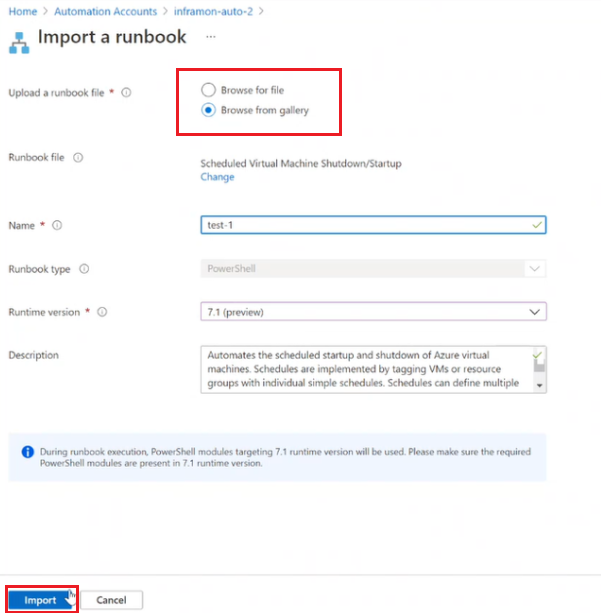 Home > Automation Accounts > inframon-auto-2 >
Import a runbook ...
Upload a runbook file *
Browse for file
Browse from gallery
Runbook file
Scheduled Virtual Machine Shutdown/Startup
Change
Name *
test-1
Runbook type
PowerShell
Runtime version *
7.1 (preview)
Description
Automates the scheduled startup and shutdown of Azure virtual
machines. Schedules are implemented by tagging VMs or resource
groups with individual simple schedules. Schedules can define multiple
During runbook execution, PowerShell modules targeting 7.1 runtime version will be used. Please make sure the required
PowerShell modules are present in 7.1 runtime version.
Import
Cancel